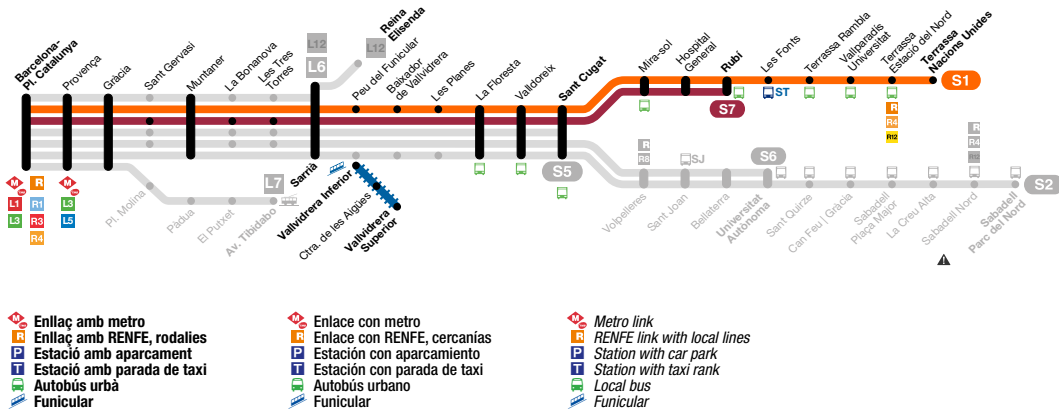 Barcelona-
Pl. Catalunya
Provença
Gràcia
Sant Gervasi
Muntaner
La Bonanova
Les Tres
Torres
L12
L6
Reina
Elisenda
L12
Peu del Funicular
Baixador
de Vallvidrera
Les Planes
La Floresta
Valldoreix
Sant Cugat
Mira-sol
Hospital
General
Rubí
Les Fonts
Terrassa Rambla
Vallparadís
Universitat
Terrassa
Estació del Nord
Terrassa
Nacions Unides
S1
S7
ST
R
R4
R12
Sarrià
S5
R
R8
SJ
S6
R
R4
R12
S2
M
R
L1
R1
L3
R3
R4
M
L3
L5
Pl. Molina
Pàdua
El Putxet
Av. Tibidabo
L7
Vallvidrera Inferior
Ctra. de les Aigües
Vallvidrera
Superior
Volpelleres
Sant Joan
Bellaterra
Universitat
Autònoma
Sant Quirze
Can Feu | Gràcia
Sabadell
Plaça Major
La Creu Alta
Sabadell Nord
Sabadell
Parc del Nord
M Enllaç amb metro
R Enllaç amb RENFE, rodalies
P Estació amb aparcament
T Estació amb parada de taxi
Autobús urbà
Funicular
M Enlace con metro
R Enlace con RENFE, cercanías
P Estación con aparcamiento
T Estación con parada de taxi
Autobús urbano
Funicular
M Metro link
R RENFE link with local lines
P Station with car park
T Station with taxi rank
Local bus
Funicular